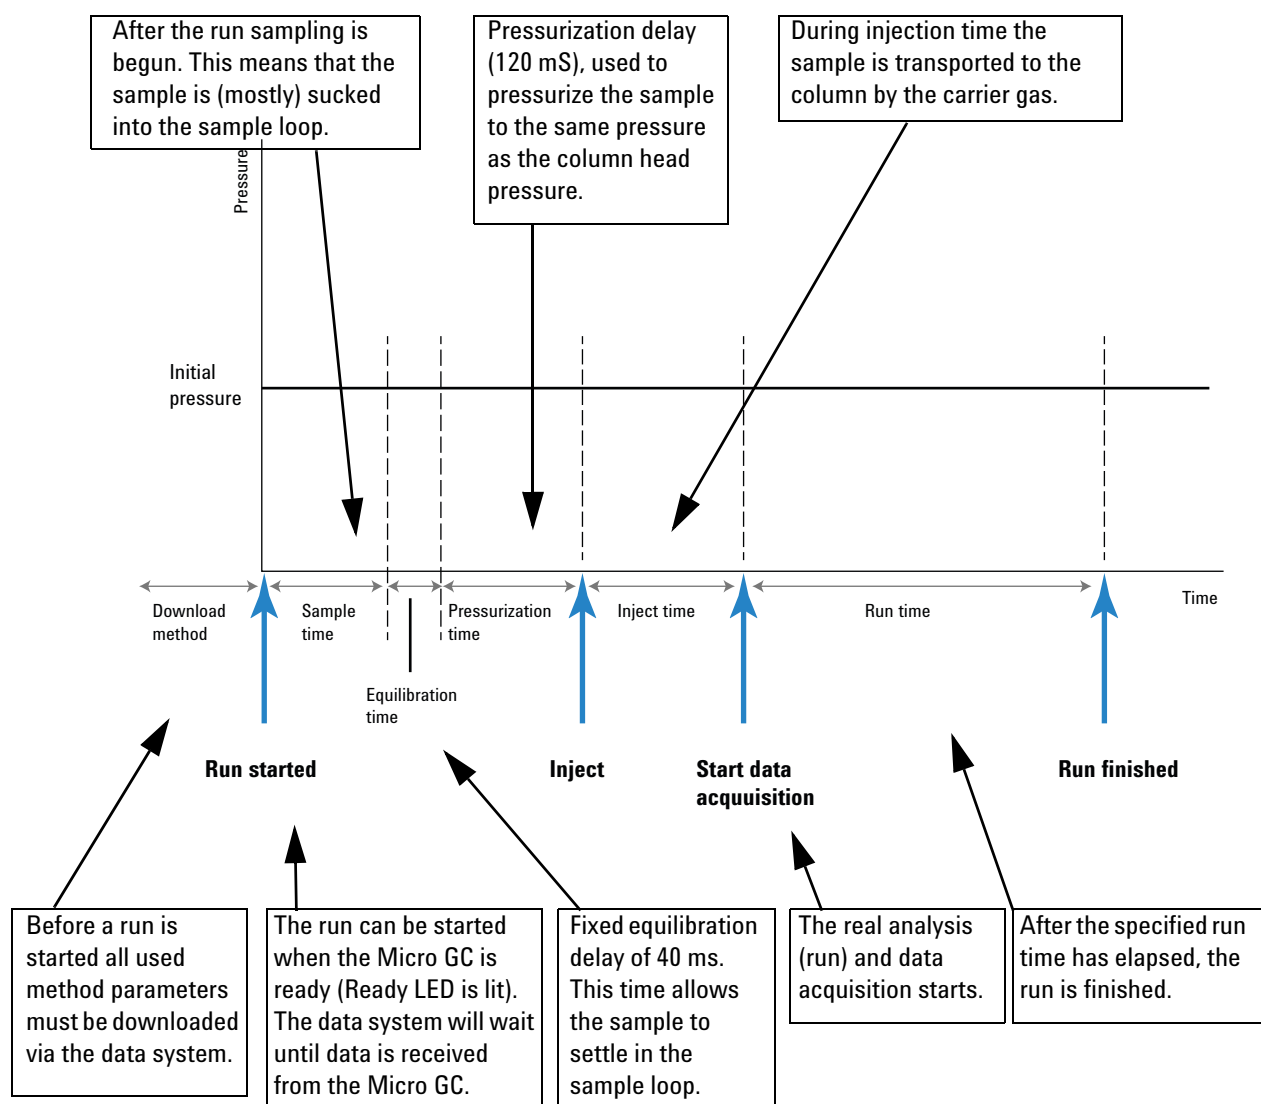 After the run sampling is
begun. This means that the
sample is (mostly) sucked
into the sample loop.
Pressurization delay
(120 mS), used to
pressurize the sample
to the same pressure
as the column head
pressure.
During injection time the
sample is transported to the
column by the carrier gas.
Pressure
Initial
pressure
Download
method
Sample
time
Pressurization
time
Inject time
Run time
Time
Equilibration
time
Run started
Inject
Start data
acquuisition
Run finished
Before a run is
started all used
method parameters
must be downloaded
via the data system.
The run can be started
when the Micro GC is
ready (Ready LED is lit).
The data system will wait
until data is received
from the Micro GC.
Fixed equilibration
delay of 40 ms.
This time allows
the sample to
settle in the
sample loop.
The real analysis
(run) and data
acquisition starts.
After the specified run
time has elapsed, the
run is finished.